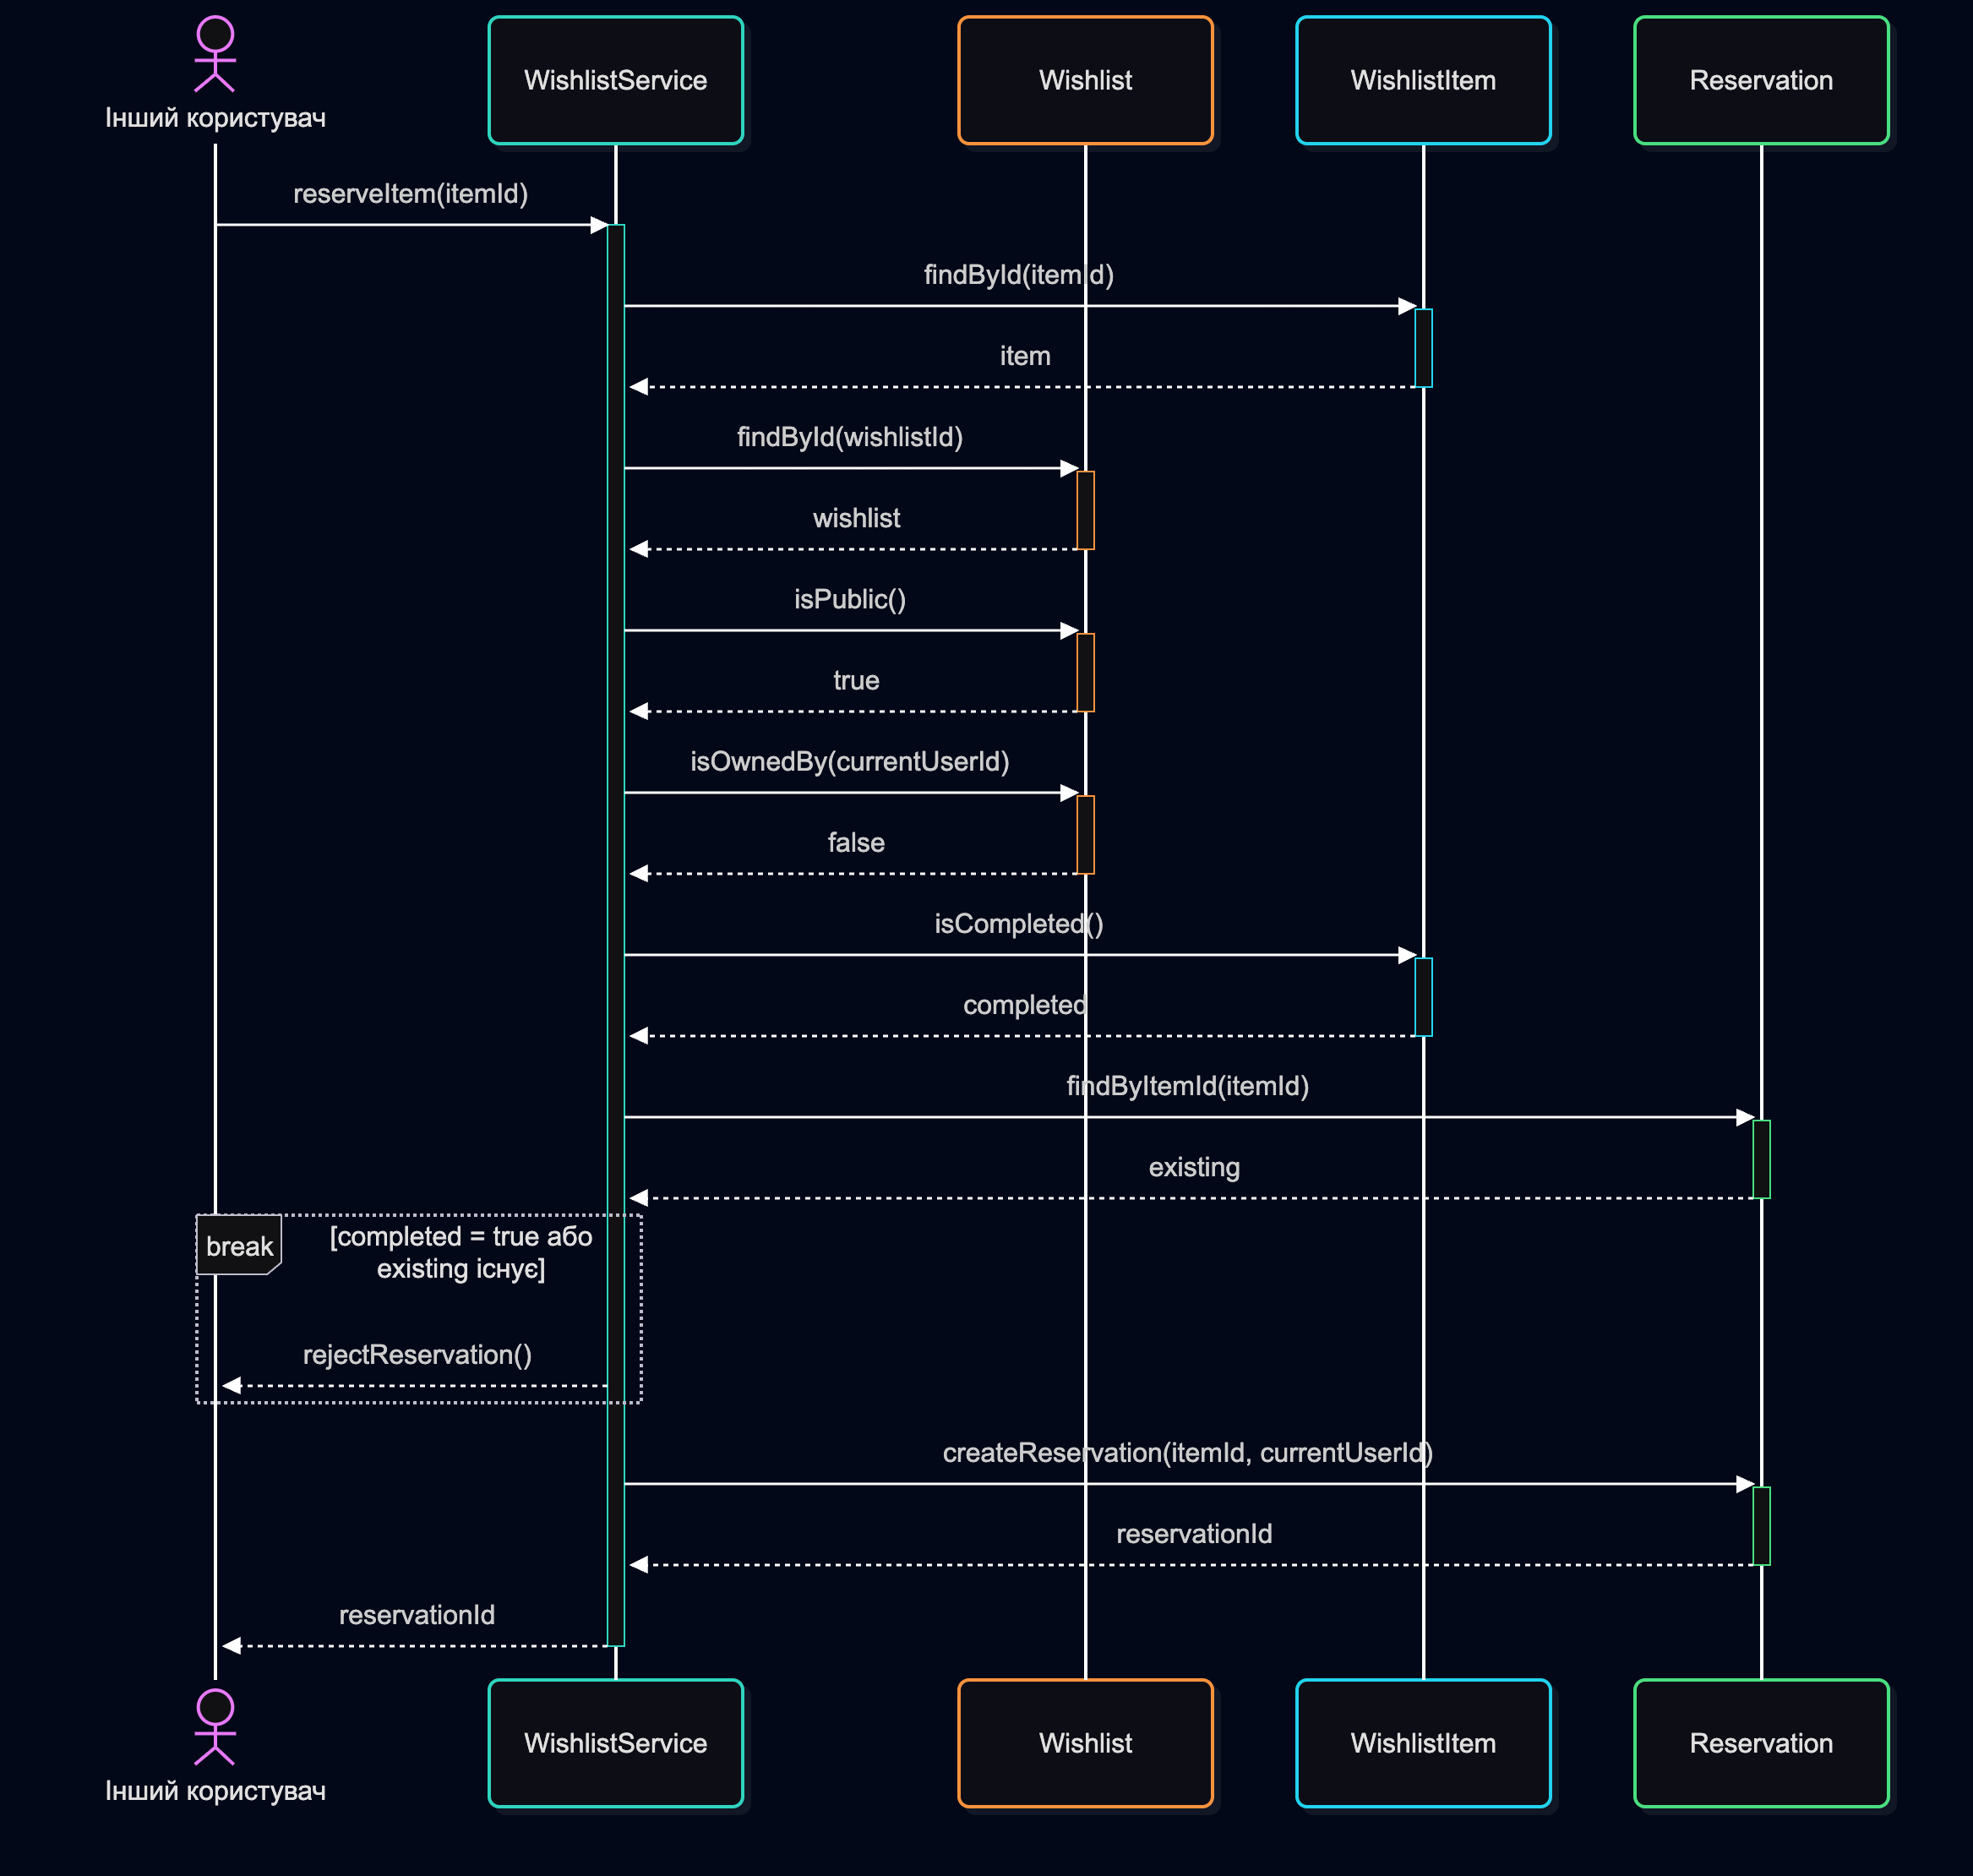 Інший користувач
WishlistService
Wishlist
WishlistItem
Reservation
reserveItem(itemId)
findById(itemId)
item
findById(wishlistId)
wishlist
isPublic()
true
isOwnedBy(currentUserId)
false
isCompleted()
completed
findByItemId(itemId)
existing
break
[completed = true або
existing існує]
rejectReservation()
createReservation(itemId, currentUserId)
reservationId
reservationId
Інший користувач
WishlistService
Wishlist
WishlistItem
Reservation